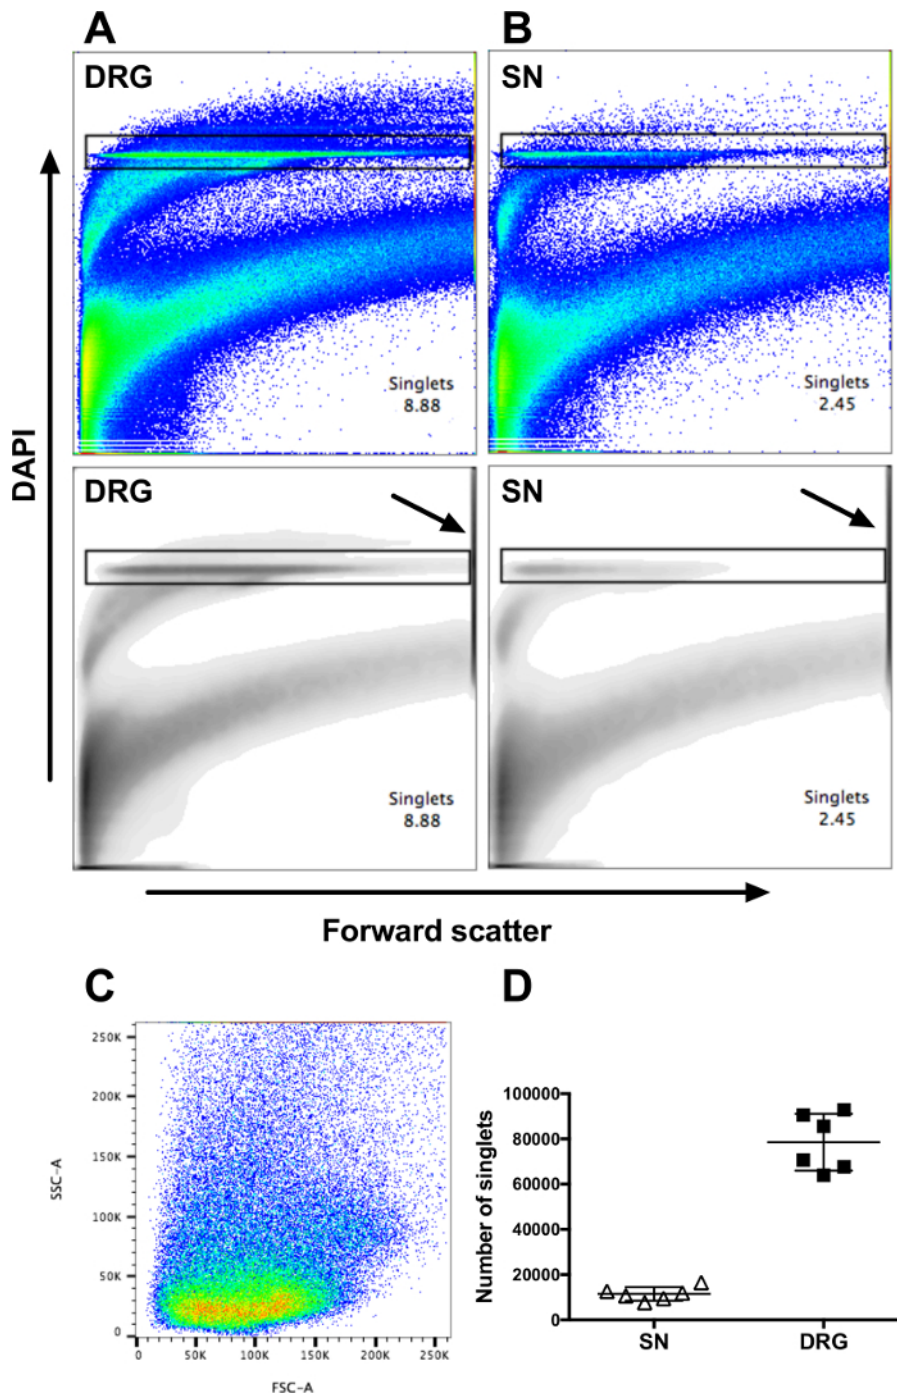 A
B
DRG
SN
Singlets
8.88
Singlets
2.45
DAPI
DRG
SN
Singlets
8.88
Singlets
2.45
Forward scatter
C
D
250K
200K
150K
100K
50K
0
SSC-A
0 50K 100K 150K 200K 250K
FSC-A
100000
80000
60000
40000
20000
0
Number of singlets
SN DRG